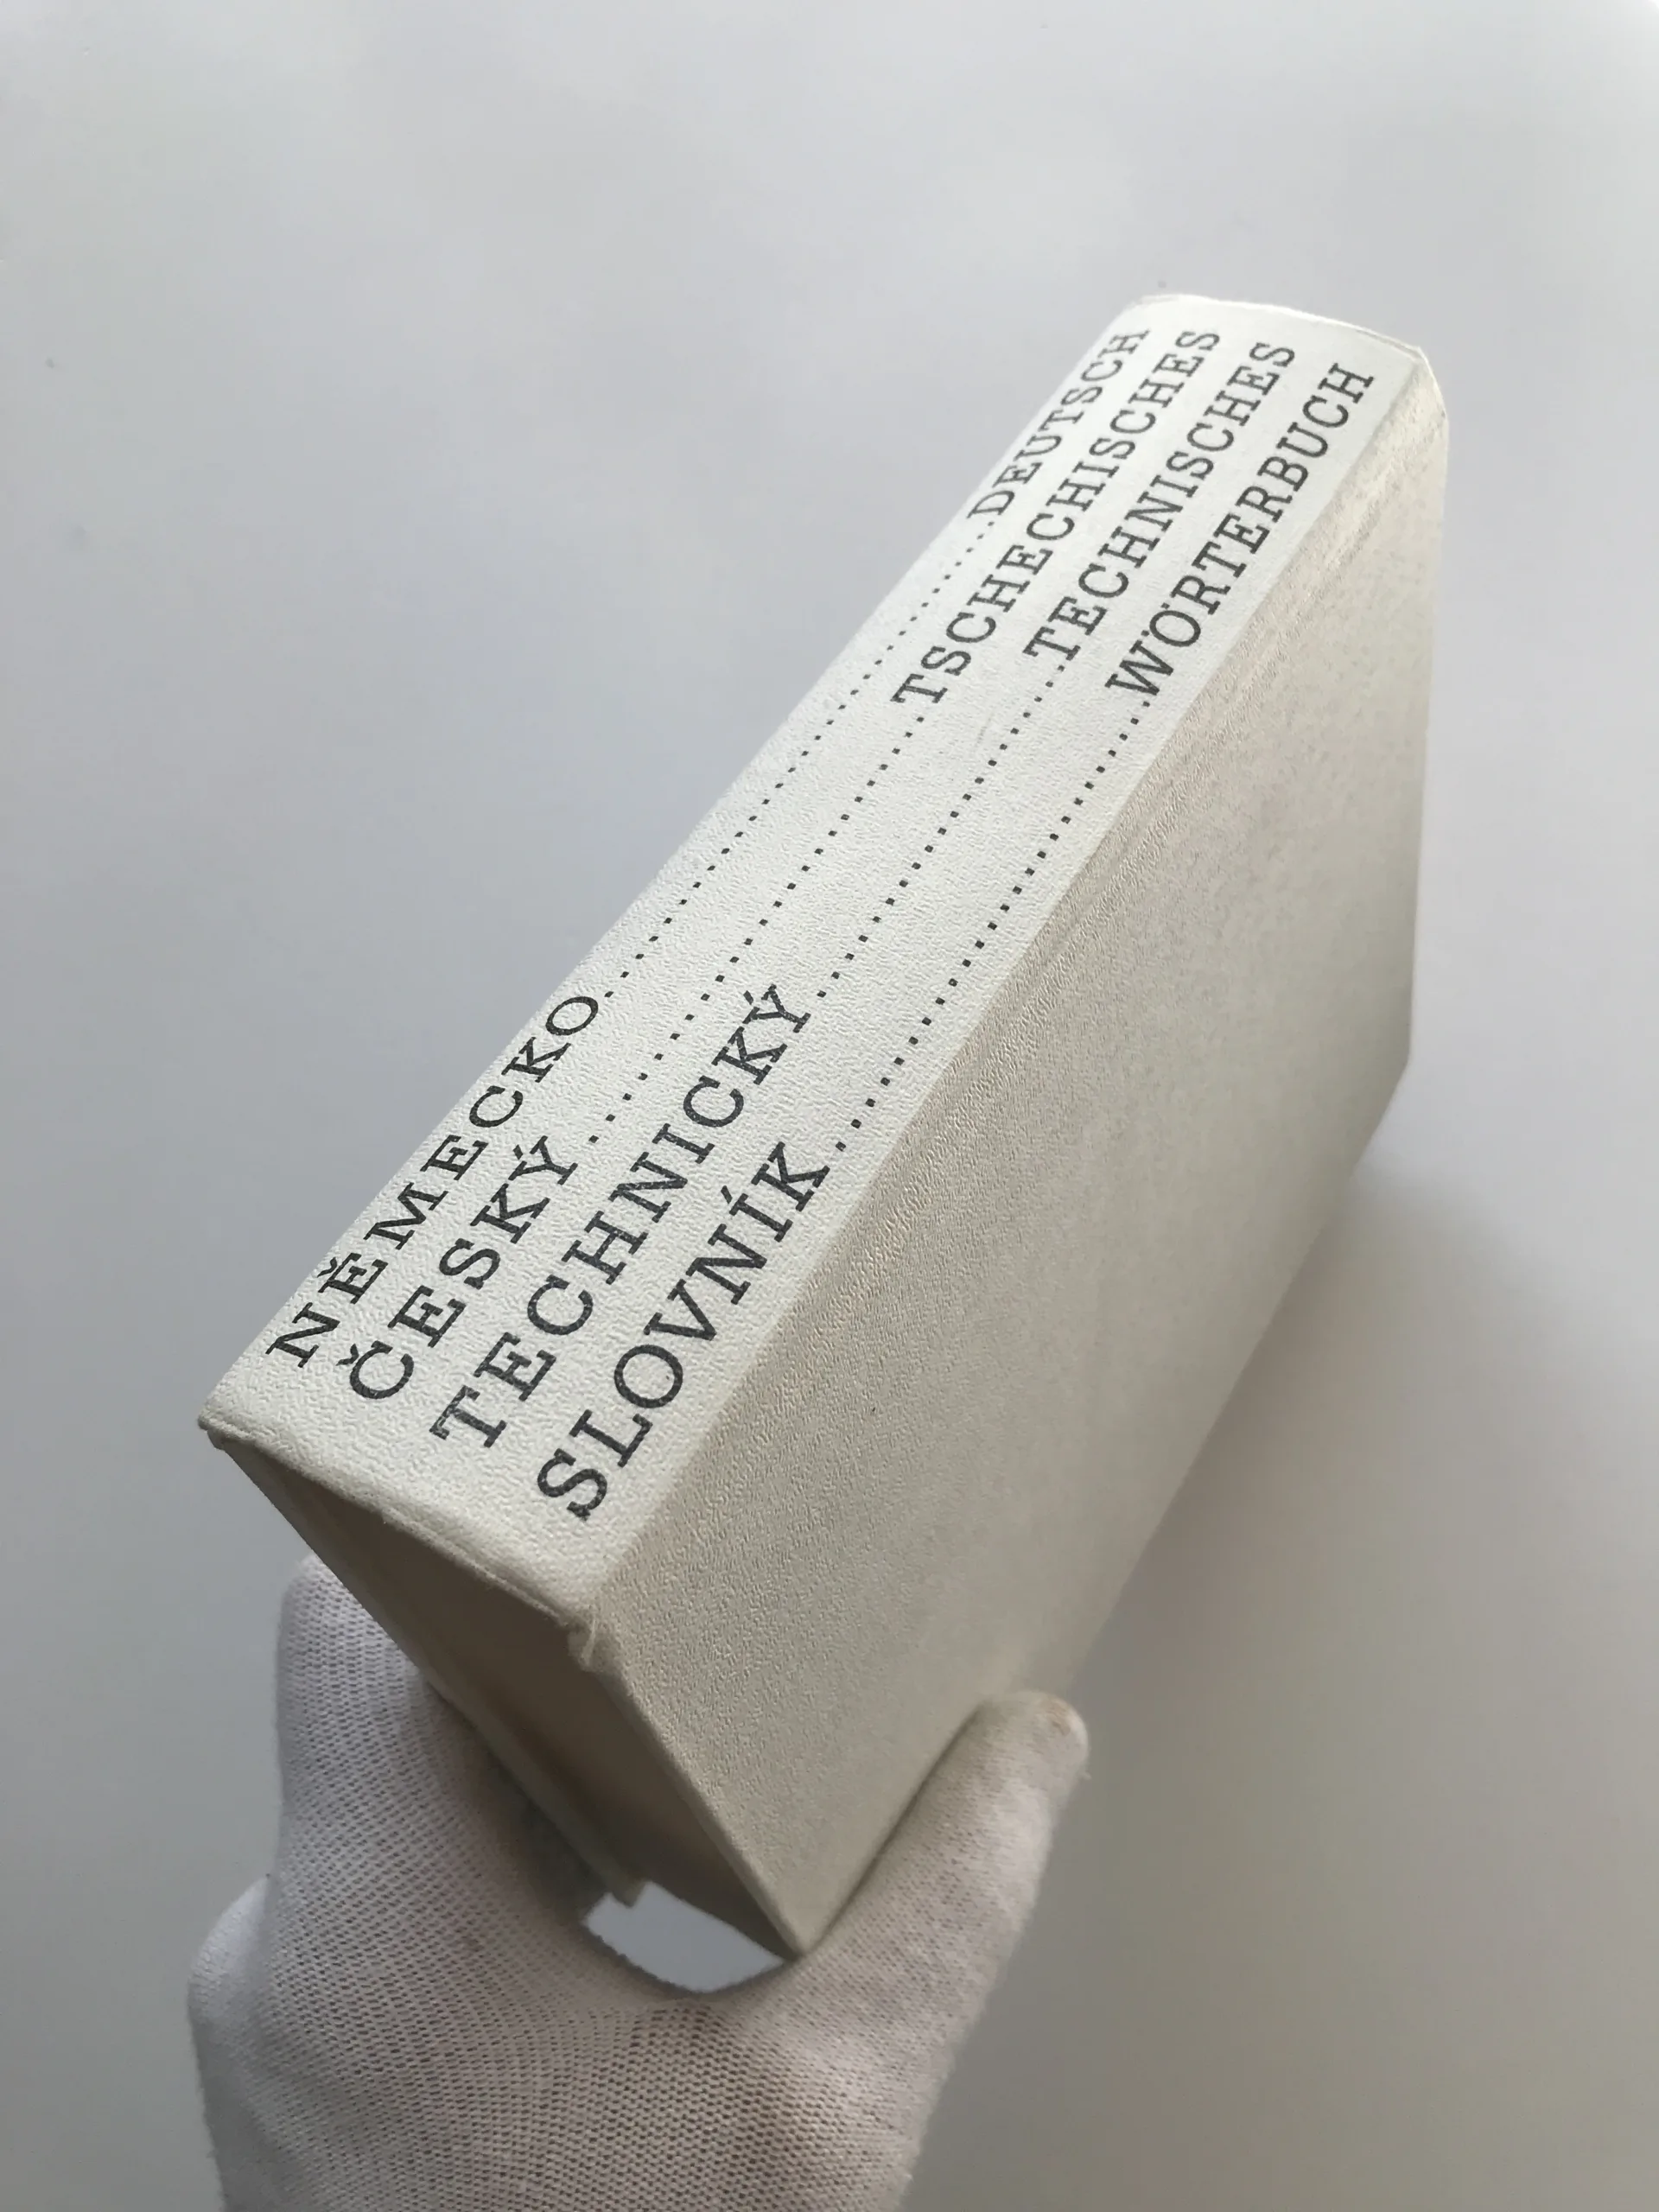 NĚMECKO..............................DEUTSCH
ČESKÝ..............................TSCHECHISCHES
TECHNICKÝ....................TECHNISCHES
SLOVNÍK..............................WÖRTERBUCH